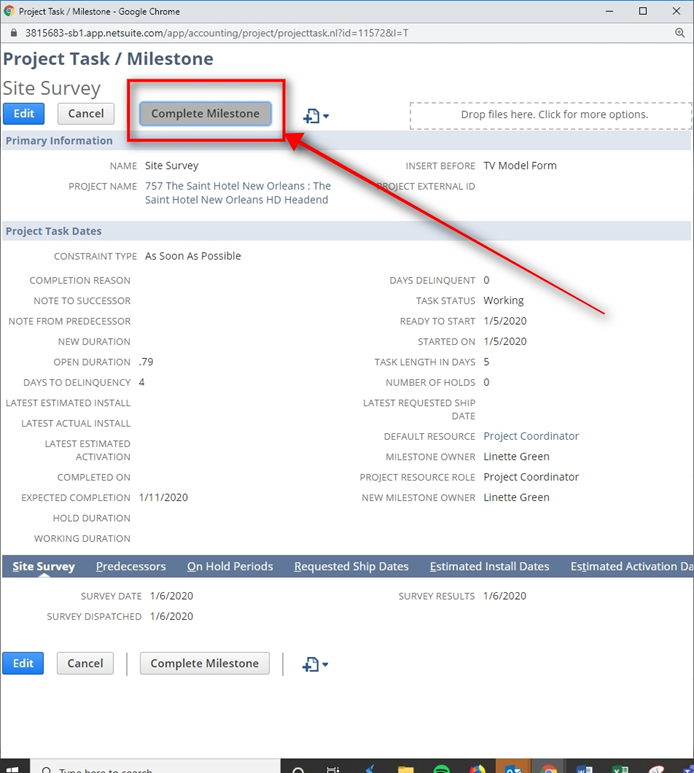 Project Task / Milestone - Google Chrome
3815683-sb1.app.netsuite.com/app/accounting/project/projecttask.nl?id=11572&l=T
Project Task / Milestone
Site Survey
Edit Cancel Complete Milestone Drop files here. Click for more options.
Primary Information
NAME Site Survey INSERT BEFORE TV Model Form
PROJECT NAME 757 The Saint Hotel New Orleans : The PROJECT EXTERNAL ID
Saint Hotel New Orleans HD Headend
Project Task Dates
CONSTRAINT TYPE As Soon As Possible
COMPLETION REASON DAYS DELINQUENT 0
NOTE TO SUCCESSOR TASK STATUS Working
NOTE FROM PREDECESSOR READY TO START 1/5/2020
NEW DURATION STARTED ON 1/5/2020
OPEN DURATION .79 TASK LENGTH IN DAYS 5
DAYS TO DELINQUENCY 4 NUMBER OF HOLDS 0
LATEST ESTIMATED INSTALL LATEST REQUESTED SHIP
DATE
LATEST ACTUAL INSTALL
DEFAULT RESOURCE Project Coordinator
LATEST ESTIMATED
ACTIVATION MILESTONE OWNER Linette Green
COMPLETED ON PROJECT RESOURCE ROLE Project Coordinator
EXPECTED COMPLETION 1/11/2020 NEW MILESTONE OWNER Linette Green
HOLD DURATION
WORKING DURATION
Site Survey Predecessors On Hold Periods Requested Ship Dates Estimated Install Dates Estimated Activation Da
SURVEY DATE 1/6/2020 SURVEY RESULTS 1/6/2020
SURVEY DISPATCHED 1/6/2020
Edit Cancel Complete Milestone
Type here to search